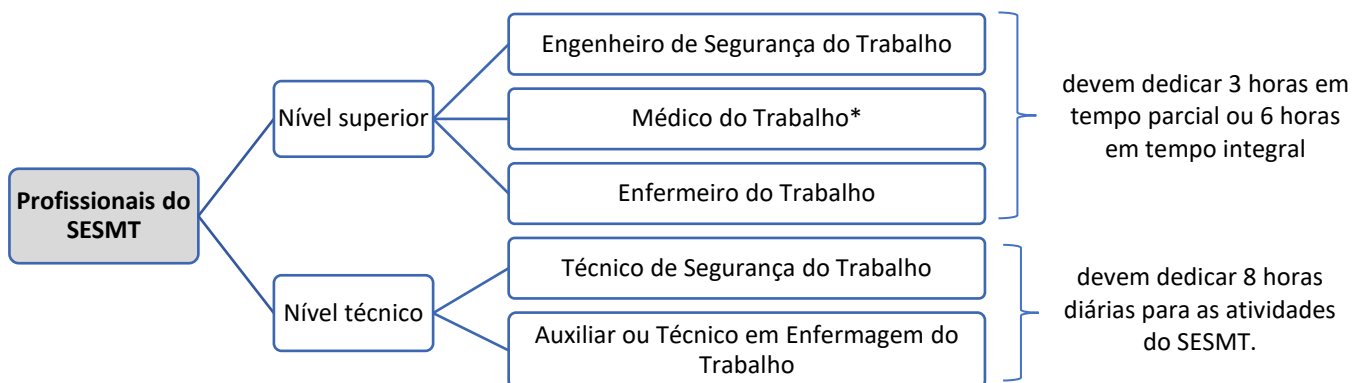 Profissionais do
SESMT
Nível superior
Engenheiro de Segurança do Trabalho
Médico do Trabalho*
Enfermeiro do Trabalho
devem dedicar 3 horas em
tempo parcial ou 6 horas
em tempo integral
Nível técnico
Técnico de Segurança do Trabalho
Auxiliar ou Técnico em Enfermagem do
Trabalho
devem dedicar 8 horas
diárias para as atividades
do SESMT.